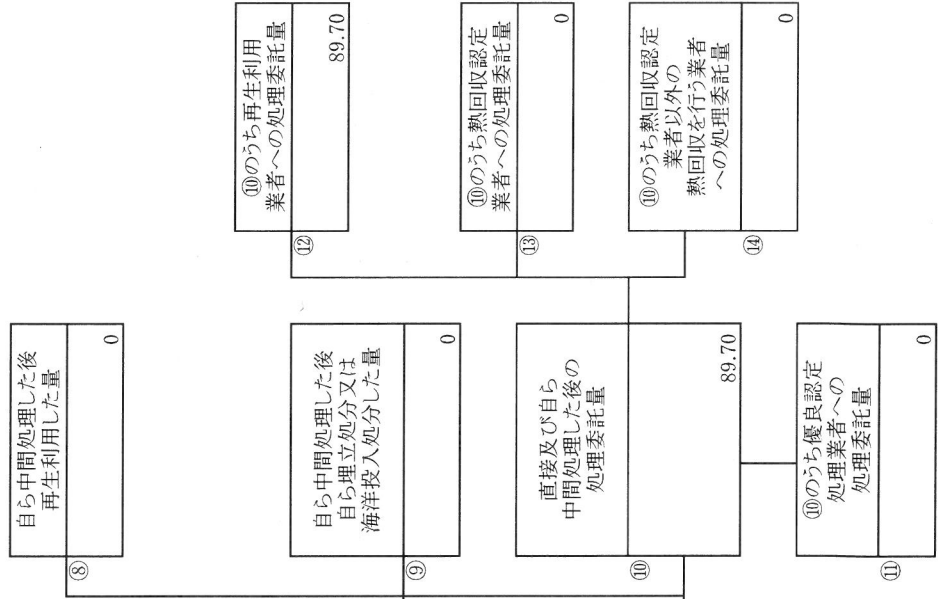 ⑧
自ら中間処理した後
再生利用した量
0
⑨
自ら中間処理した後
自ら埋立処分又は
海洋投入処分した量
0
⑩
直接及び自ら
中間処理した後の
処理委託量
89.70
⑪
⑩のうち優良認定
処理業者への
処理委託量
0
⑫
⑩のうち再生利用
業者への処理委託量
89.70
⑬
⑩のうち熱回収認定
業者への処理委託量
0
⑭
⑩のうち熱回収認定
業者以外の
熱回収を行う業者
への処理委託量
0